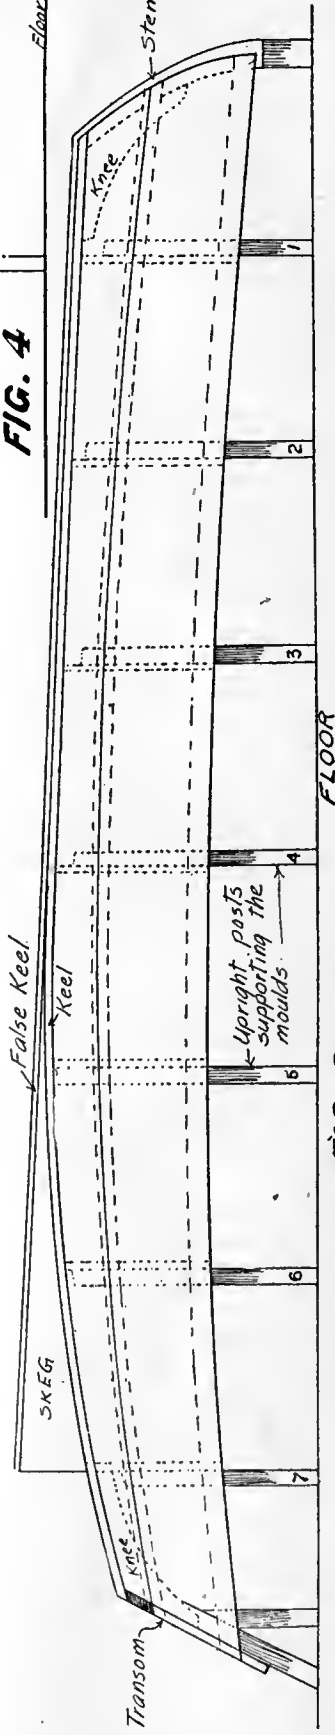 Floor
Stem
FIG. 4
Knee
1
2
3
4
5
6
7
FLOOR
False Keel
Keel
Upright posts
supporting the
moulds.
SKEG
Knee
Transom